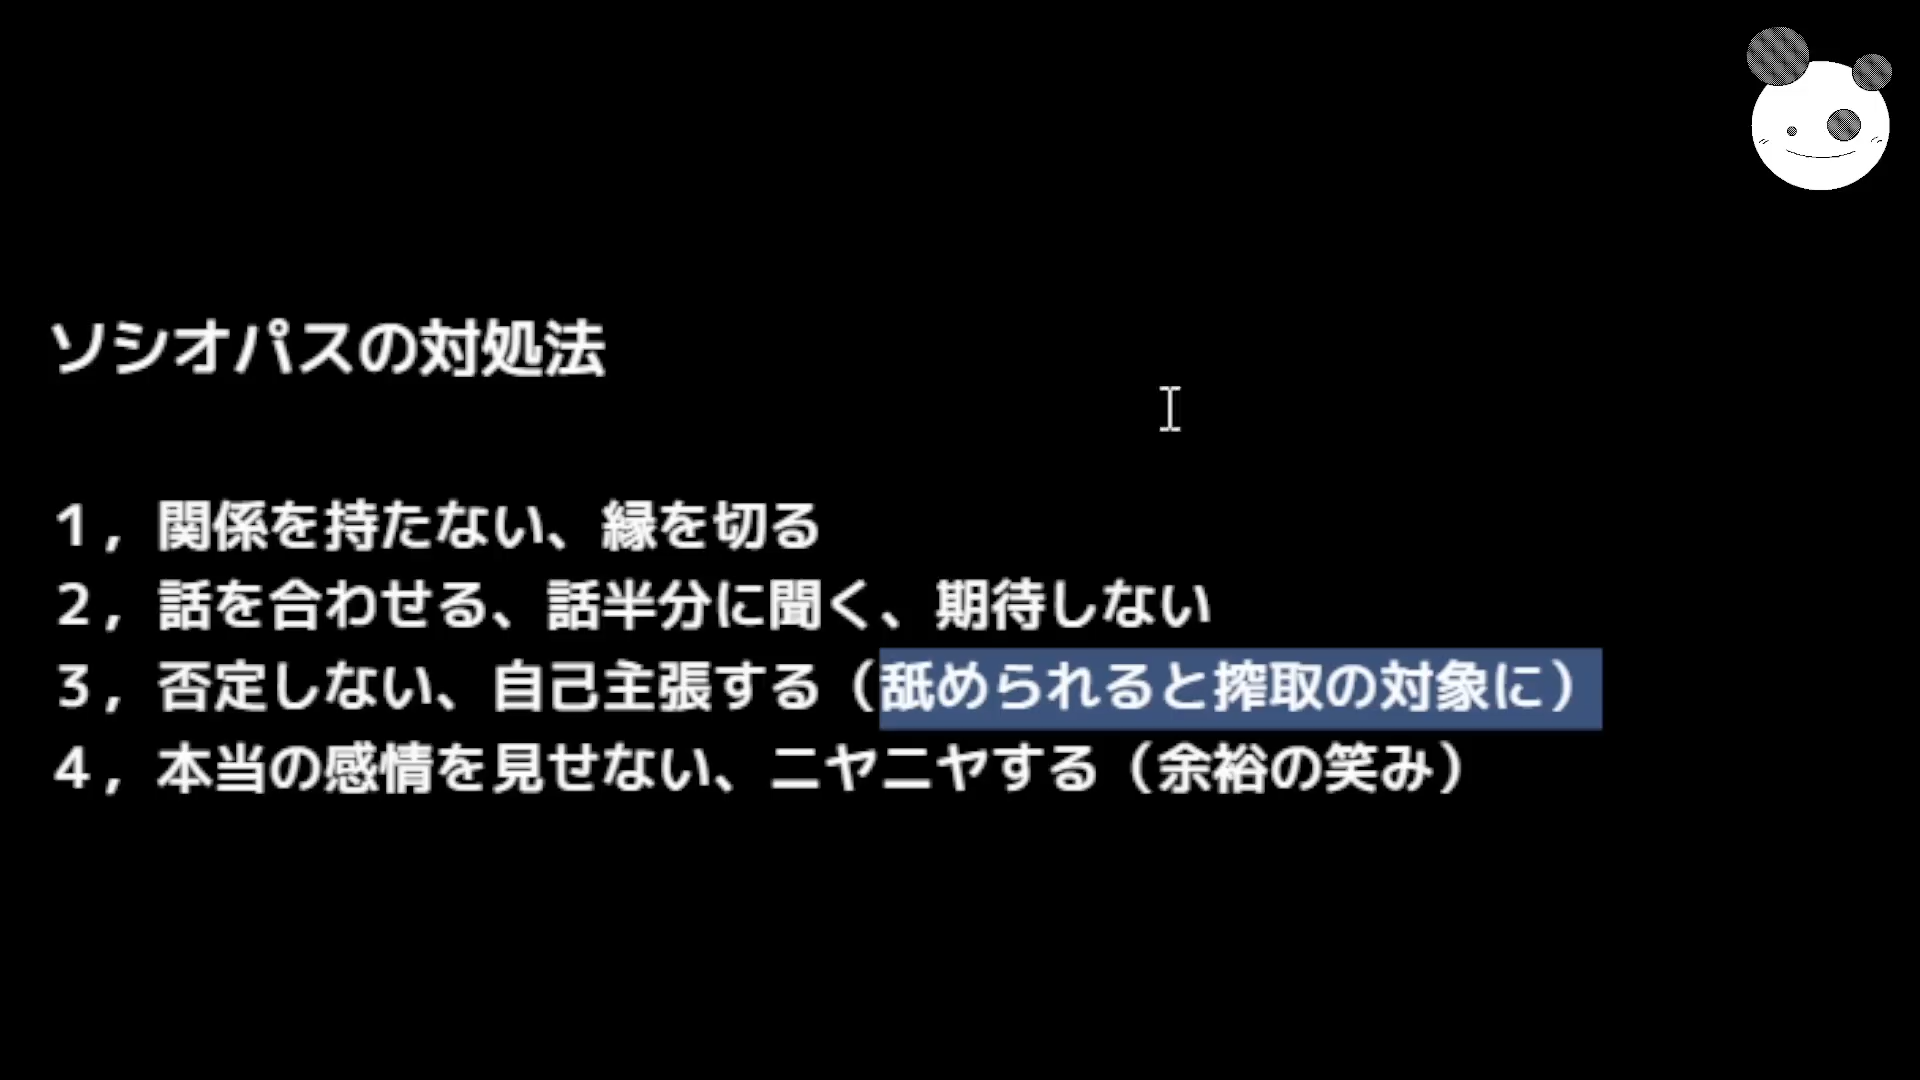 ソシオパスの対処法
１，関係を持たない、縁を切る
２，話を合わせる、話半分に聞く、期待しない
３，否定しない、自己主張する（舐められると搾取の対象に）
４，本当の感情を見せない、ニヤニヤする（余裕の笑み）